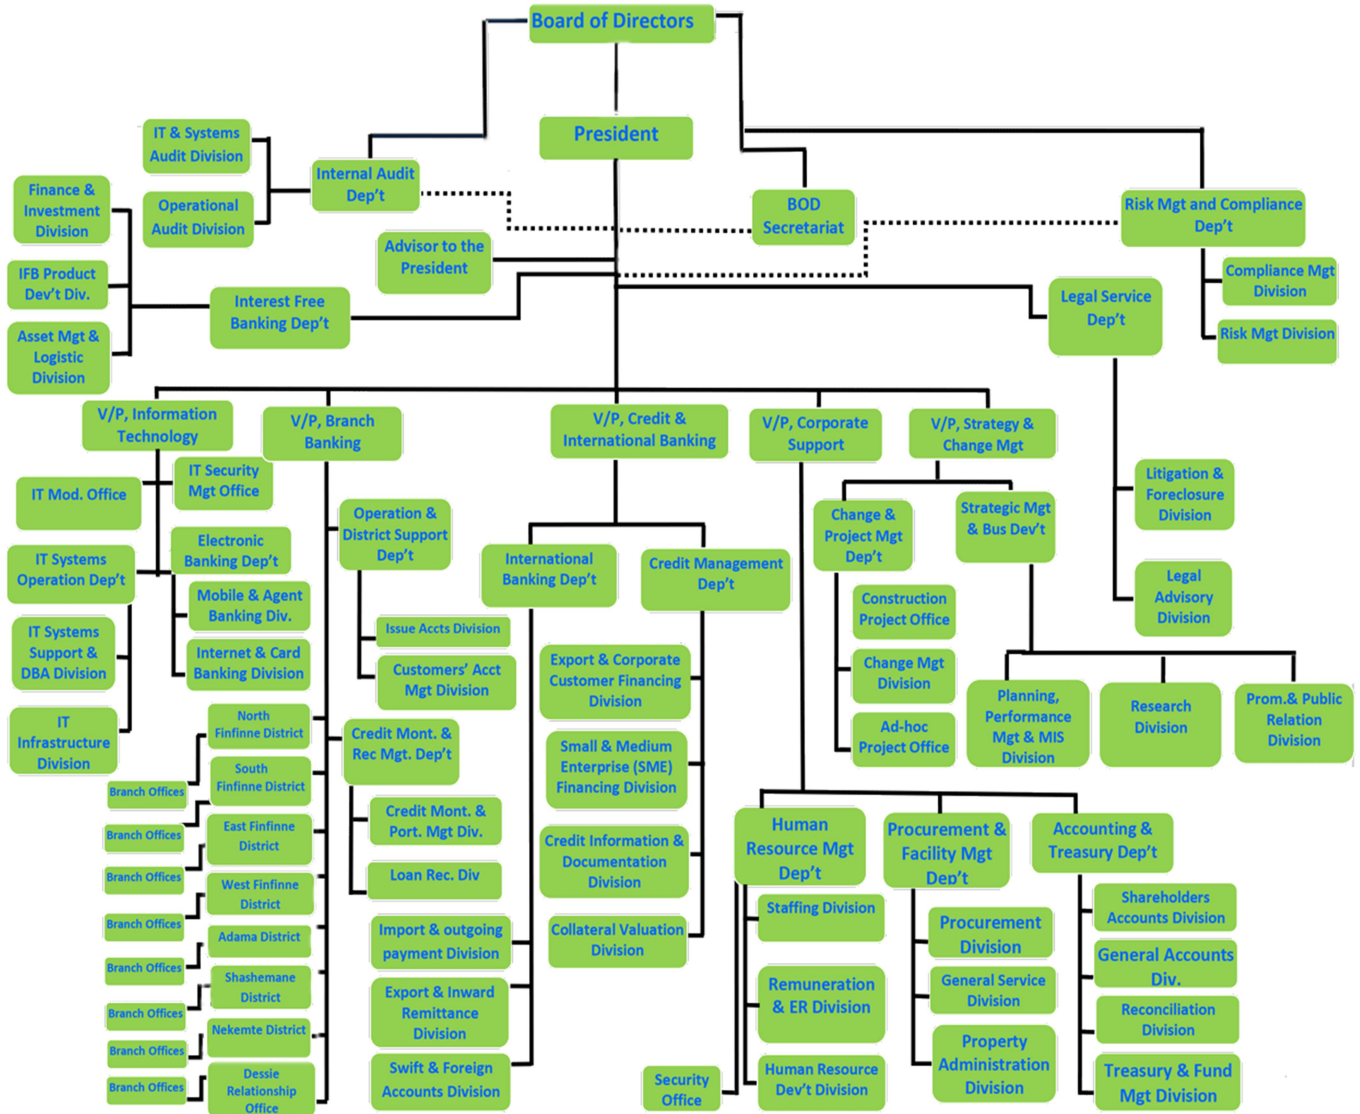 Board of Directors
President
IT & Systems
Audit Division
Internal Audit
Dep't
Operational
Audit Division
Finance &
Investment
Division
IFB Product
Dev't Div.
Asset Mgt &
Logistic
Division
Interest Free
Banking Dep't
Advisor to the
President
BOD
Secretariat
Risk Mgt and Compliance
Dep't
Compliance Mgt
Division
Risk Mgt Division
Legal Service
Dep't
Litigation &
Foreclosure
Division
Legal
Advisory
Division
V/P, Information
Technology
V/P, Branch
Banking
V/P, Credit &
International Banking
V/P, Corporate
Support
V/P, Strategy &
Change Mgt
IT Mod. Office
IT Security
Mgt Office
IT Systems
Operation Dep't
Electronic
Banking Dep't
Mobile & Agent
Banking Div.
Internet & Card
Banking Division
IT Systems
Support &
DBA Division
IT
Infrastructure
Division
Operation &
District Support
Dep't
Issue Accts Division
Customers' Acct
Mgt Division
Credit Mont. &
Rec Mgt. Dep't
Credit Mont. &
Port. Mgt Div.
Loan Rec. Div
North
Finfinne District
Branch Offices
South
Finfinne District
Branch Offices
East Finfinne
District
Branch Offices
West Finfinne
District
Branch Offices
Adama District
Branch Offices
Shashemane
District
Branch Offices
Nekemte District
Branch Offices
Dessie
Relationship
Office
Branch Offices
International
Banking Dep't
Import & outgoing
payment Division
Export & Inward
Remittance
Division
Swift & Foreign
Accounts Division
Credit Management
Dep't
Export & Corporate
Customer Financing
Division
Small & Medium
Enterprise (SME)
Financing Division
Credit Information &
Documentation
Division
Collateral Valuation
Division
Change &
Project Mgt
Dep't
Construction
Project Office
Change Mgt
Division
Ad-hoc
Project Office
Strategic Mgt
& Bus Dev't
Planning,
Performance
Mgt & MIS
Division
Research
Division
Prom.& Public
Relation
Division
Human
Resource Mgt
Dep't
Staffing Division
Remuneration
& ER Division
Human Resource
Dev't Division
Security
Office
Procurement &
Facility Mgt
Dep't
Procurement
Division
General Service
Division
Property
Administration
Division
Accounting &
Treasury Dep't
Shareholders
Accounts Division
General Accounts
Div.
Reconciliation
Division
Treasury & Fund
Mgt Division